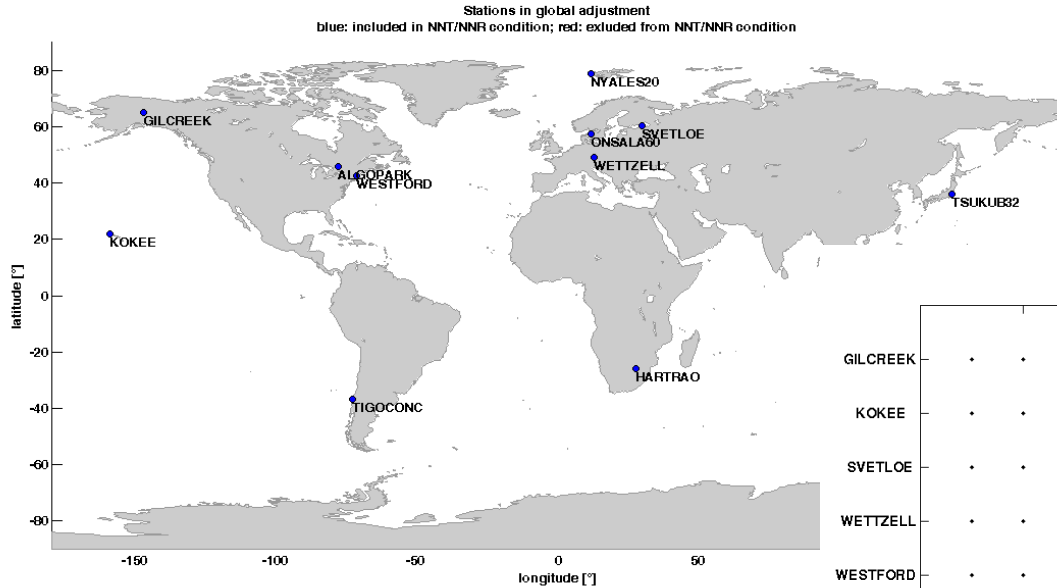 Stations in global adjustment
blue: included in NNT/NNR condition; red: exluded from NNT/NNR condition
80
60
40
20
0
-20
-40
-60
-80
latitude [°]
NYALES20
GILCREEK
SVETLOE
ONSALA60
WETTZELL
ALGOPARK
WESTFORD
TSUKUB32
KOKEE
HARTRAO
TIGOCONC
-150
-100
-50
0
50
longitude [°]
GILCREEK
KOKEE
SVETLOE
WETTZELL
WESTFORD